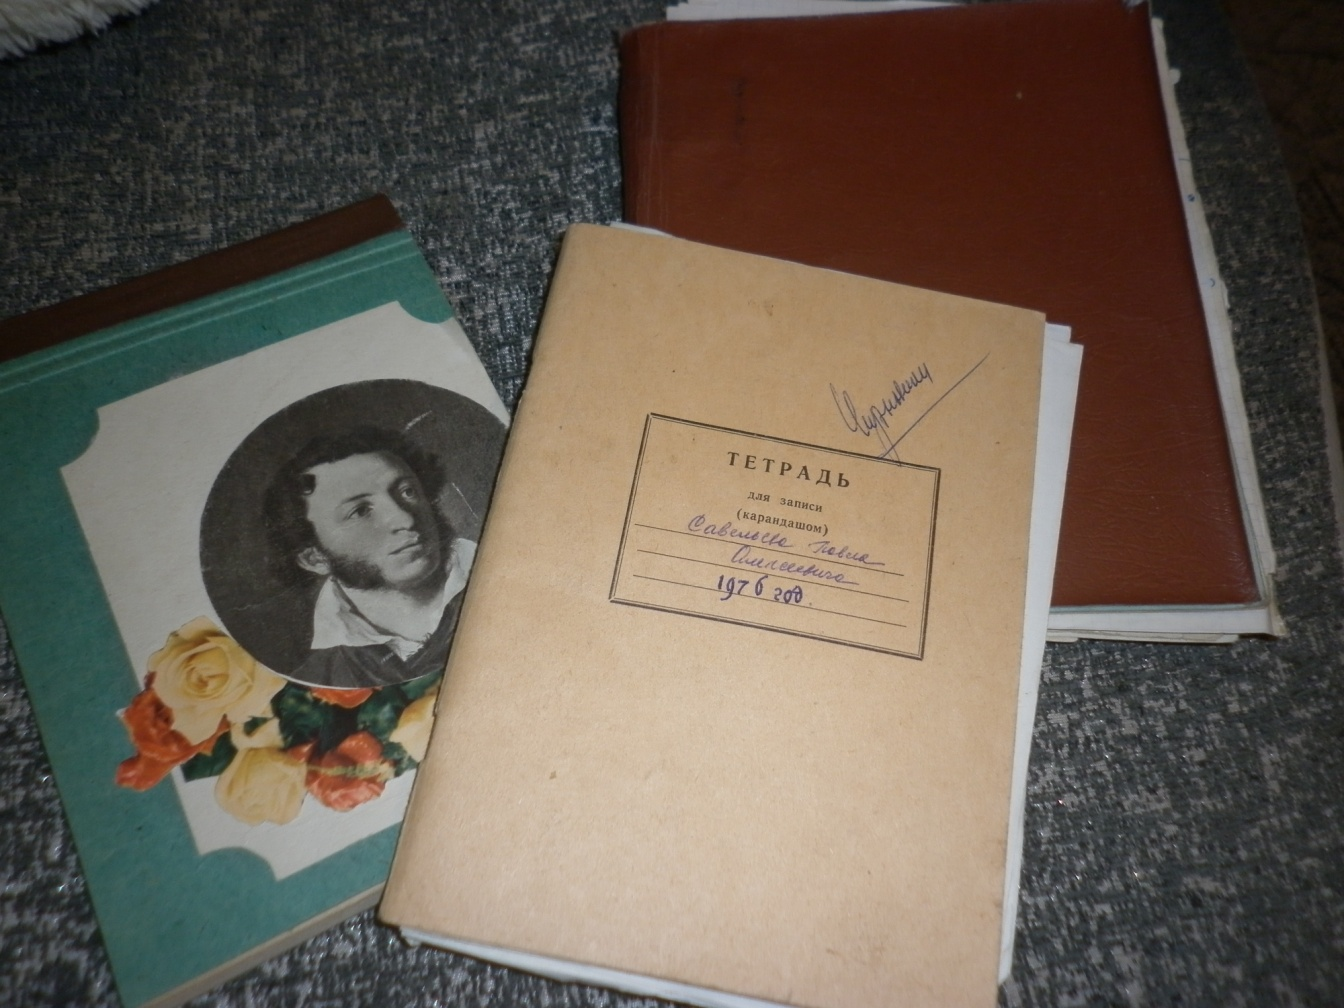 ТЕТРАДЬ
для записи
(карандашом)
Савельева Павла
Алексеевича
1976 год.